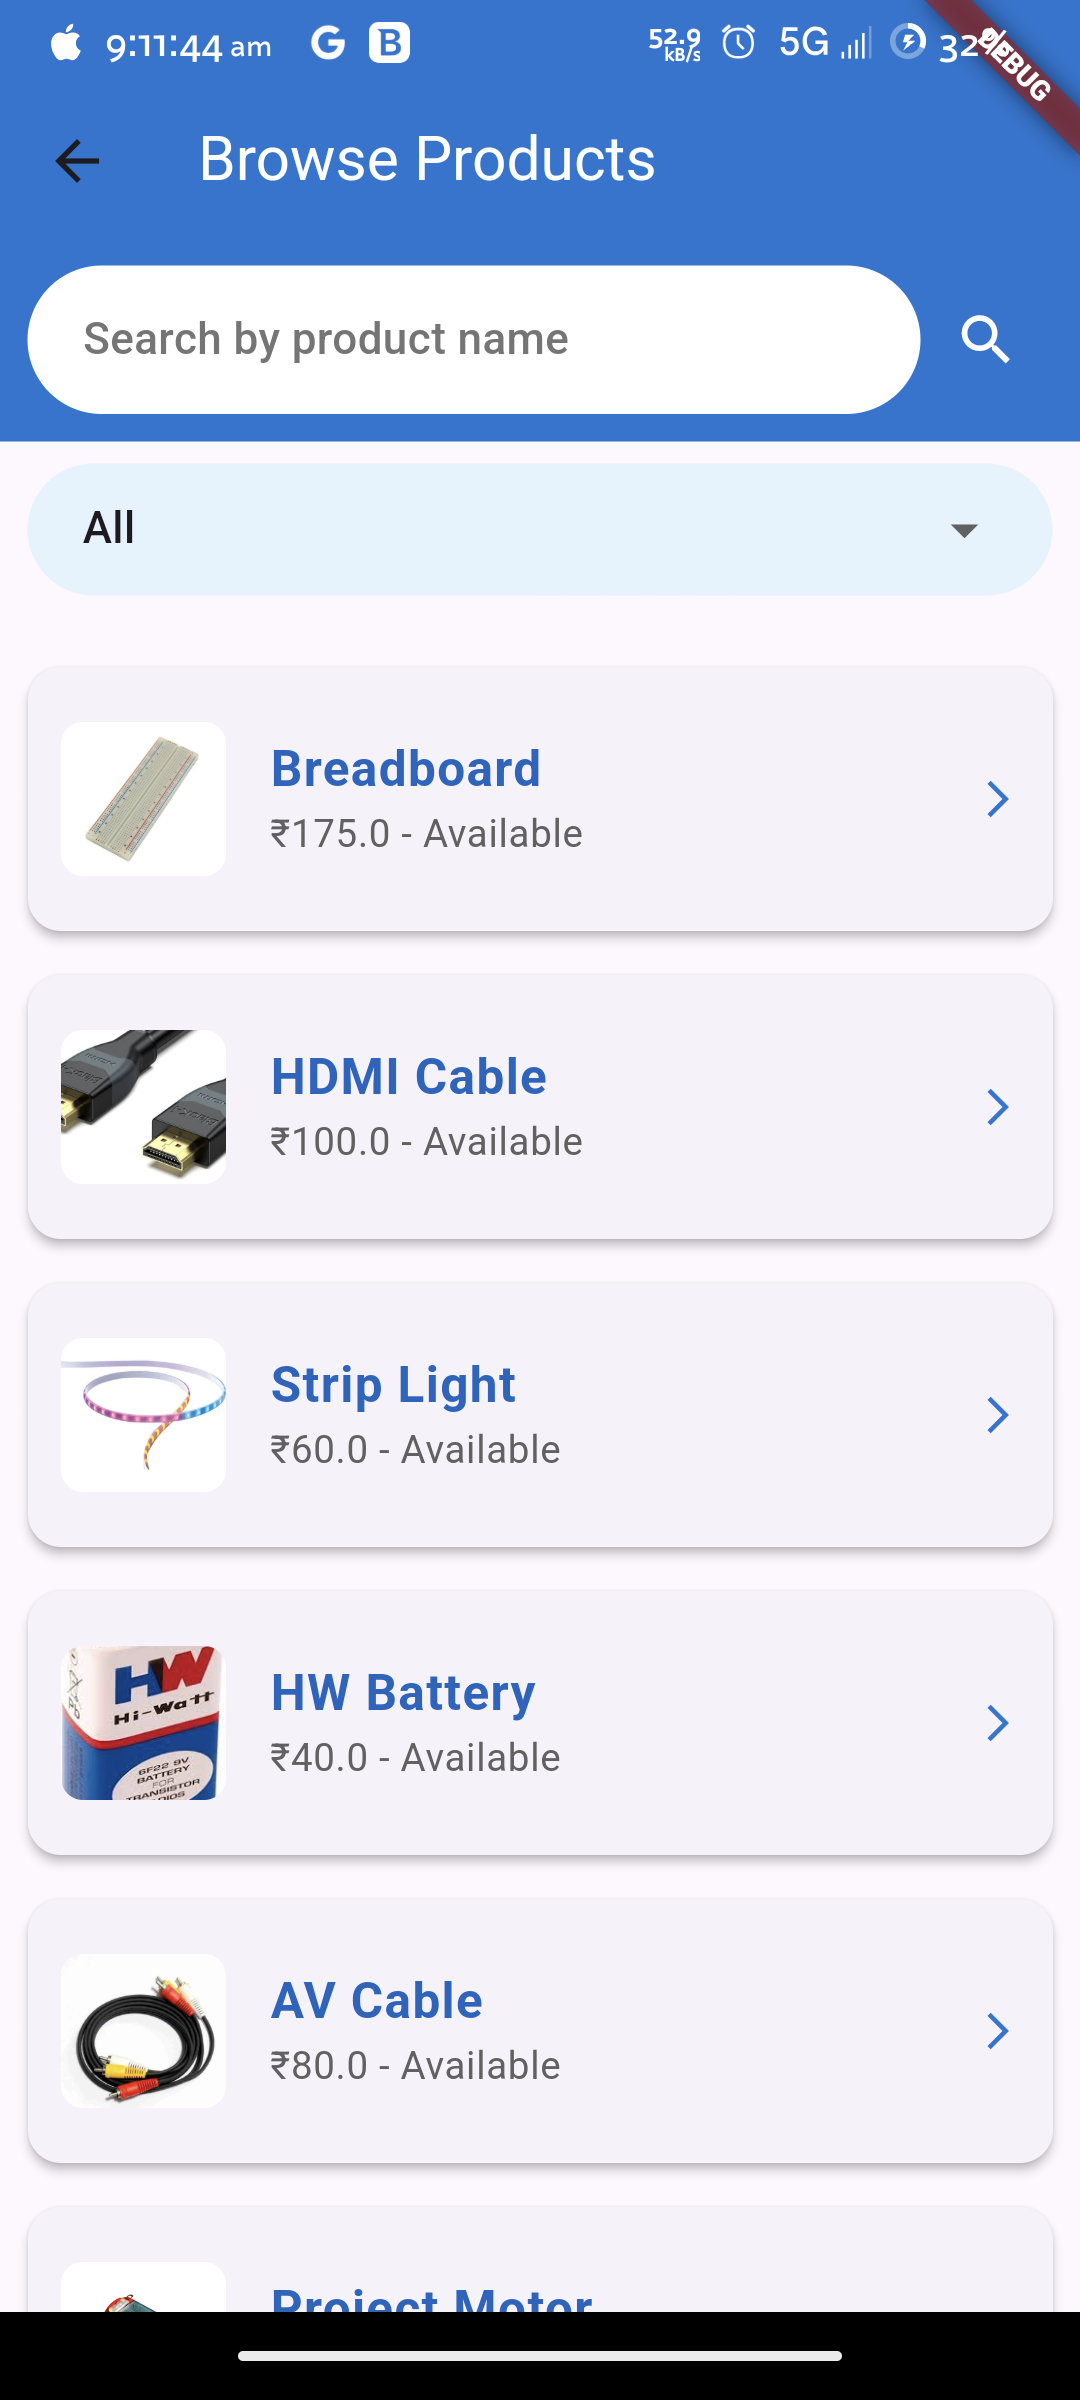 9:11:44 am G B 52.9 kB/s 5G 32
DEBUG
Browse Products
Search by product name
All
Breadboard
₹175.0 - Available
HDMI Cable
₹100.0 - Available
Strip Light
₹60.0 - Available
HW
Hi-Watt
6F22 9V
BATTERY
FOR
TRANSISTOR
HW Battery
₹40.0 - Available
AV Cable
₹80.0 - Available
Project Motor